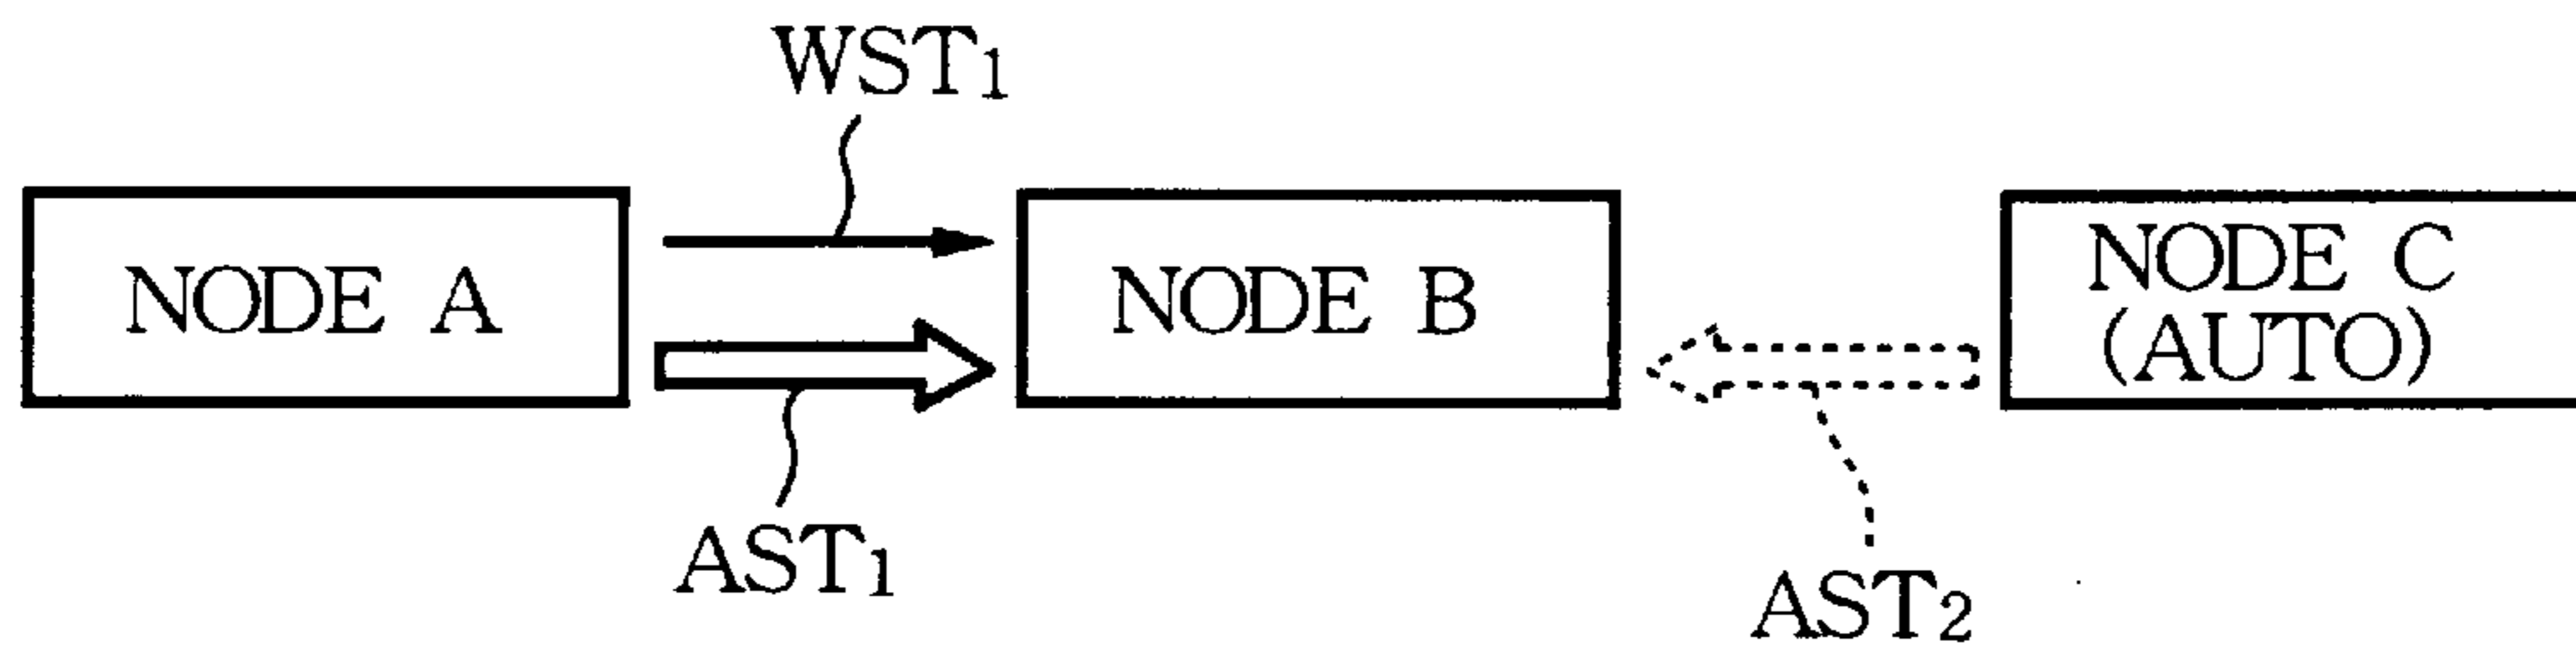 WST1
NODE A
NODE B
NODE C
(AUTO)
AST1
AST2